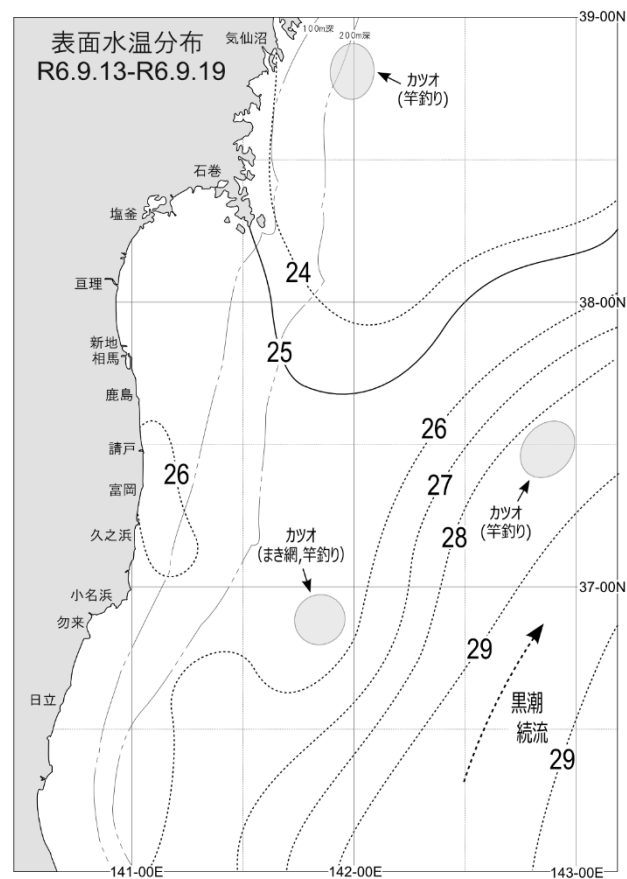 表面水温分布
R6.9.13-R6.9.19
39-00N
気仙沼
100m深
200m深
カツオ
(竿釣り)
石巻
塩釜
24
亘理
38-00N
新地
相馬
25
鹿島
26
請戸
26
富岡
27
カツオ
(竿釣り)
久之浜
28
カツオ
(まき網,竿釣り)
37-00N
小名浜
勿来
29
日立
黒潮
続流
29
141-00E
142-00E
143-00E